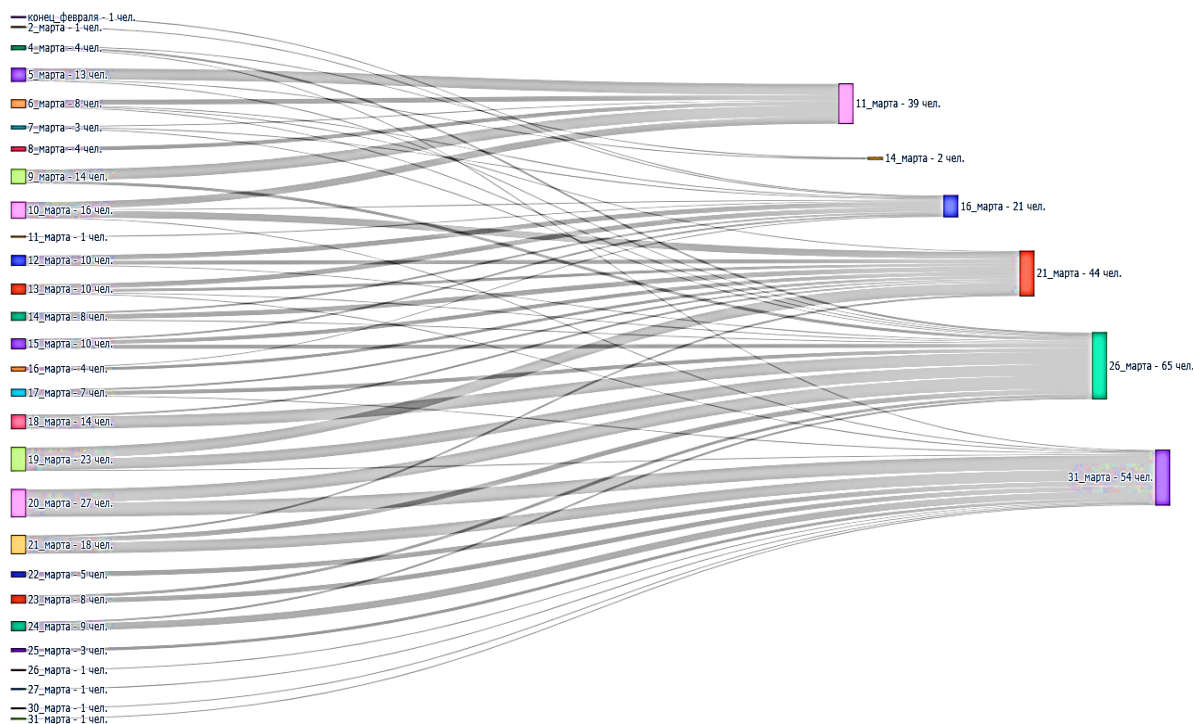 конец_февраля - 1 чел.
2_марта - 1 чел.
4_марта - 4 чел.
5_марта - 13 чел.
6_марта - 8 чел.
7_марта - 3 чел.
8_марта - 4 чел.
9_марта - 14 чел.
10_марта - 16 чел.
11_марта - 1 чел.
12_марта - 10 чел.
13_марта - 10 чел.
14_марта - 8 чел.
15_марта - 10 чел.
16_марта - 4 чел.
17_марта - 7 чел.
18_марта - 14 чел.
19_марта - 23 чел.
20_марта - 27 чел.
21_марта - 18 чел.
22_марта - 5 чел.
23_марта - 8 чел.
24_марта - 9 чел.
25_марта - 3 чел.
26_марта - 1 чел.
27_марта - 1 чел.
30_марта - 1 чел.
31_марта - 1 чел.
11_марта - 39 чел.
14_марта - 2 чел.
16_марта - 21 чел.
21_марта - 44 чел.
26_марта - 65 чел.
31_марта - 54 чел.